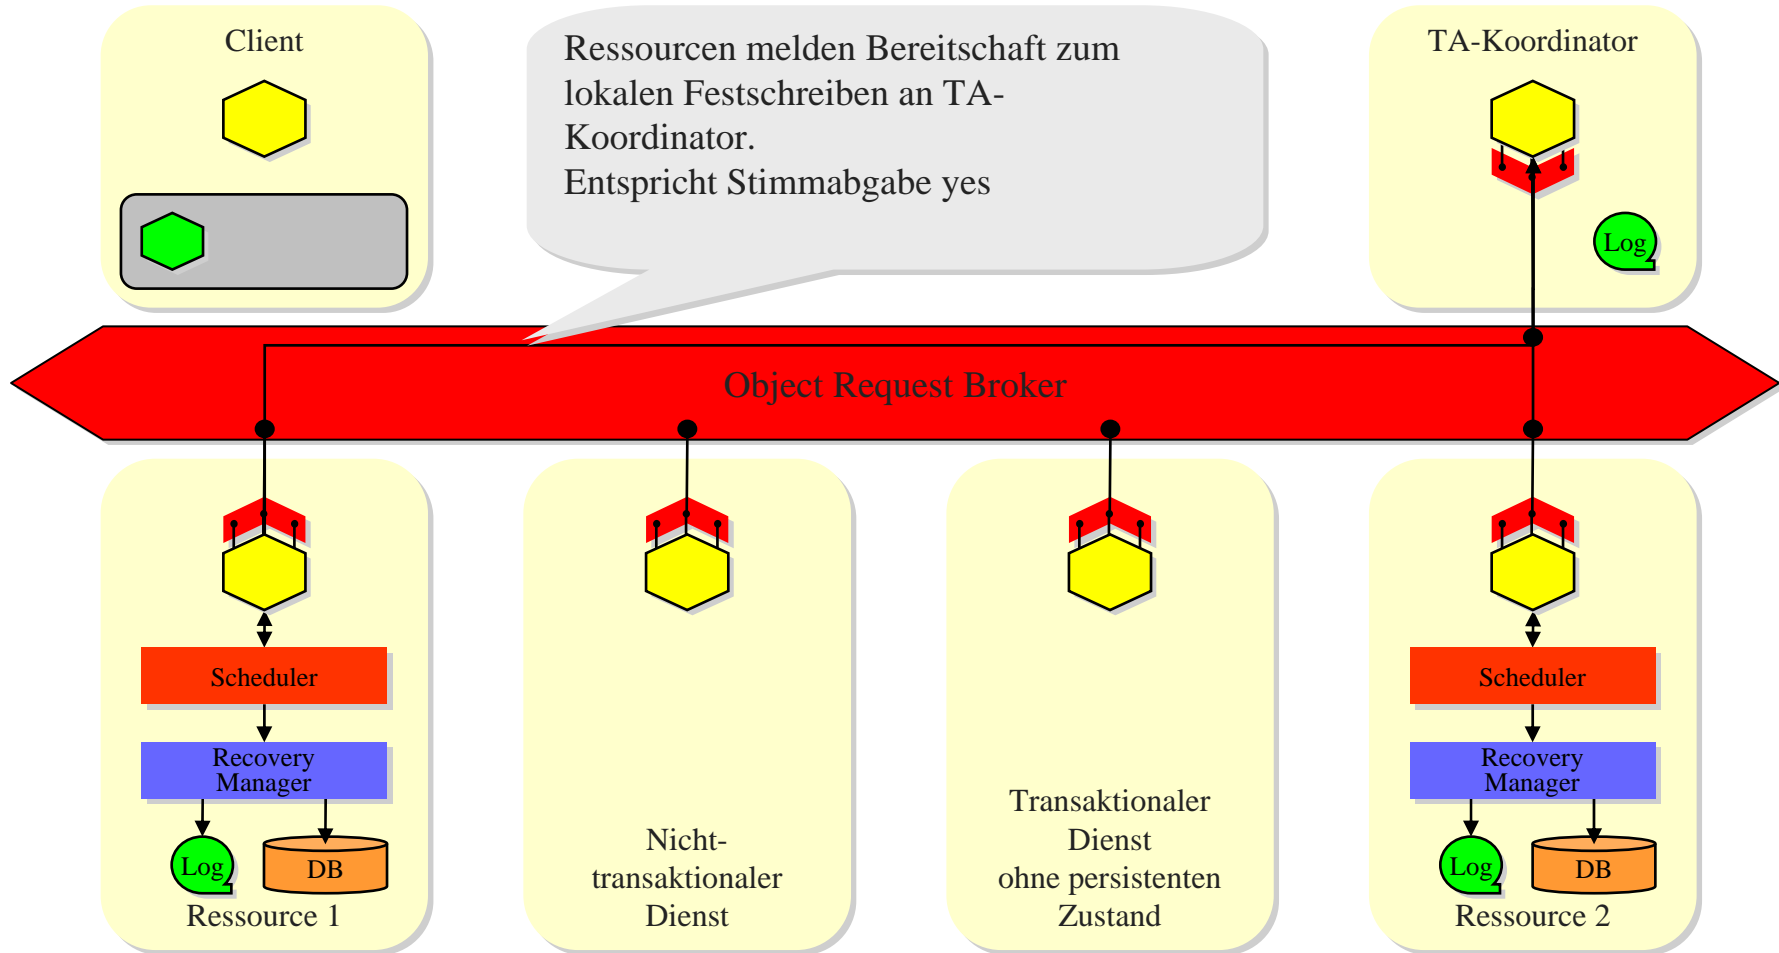 Client
Ressourcen melden Bereitschaft zum
lokalen Festschreiben an TA-
Koordinator.
Entspricht Stimmabgabe yes
TA-Koordinator
Log
Object Request Broker
Scheduler
Recovery
Manager
Log
DB
Ressource 1
Nicht-
transaktionaler
Dienst
Transaktionaler
Dienst
ohne persistenten
Zustand
Scheduler
Recovery
Manager
Log
DB
Ressource 2